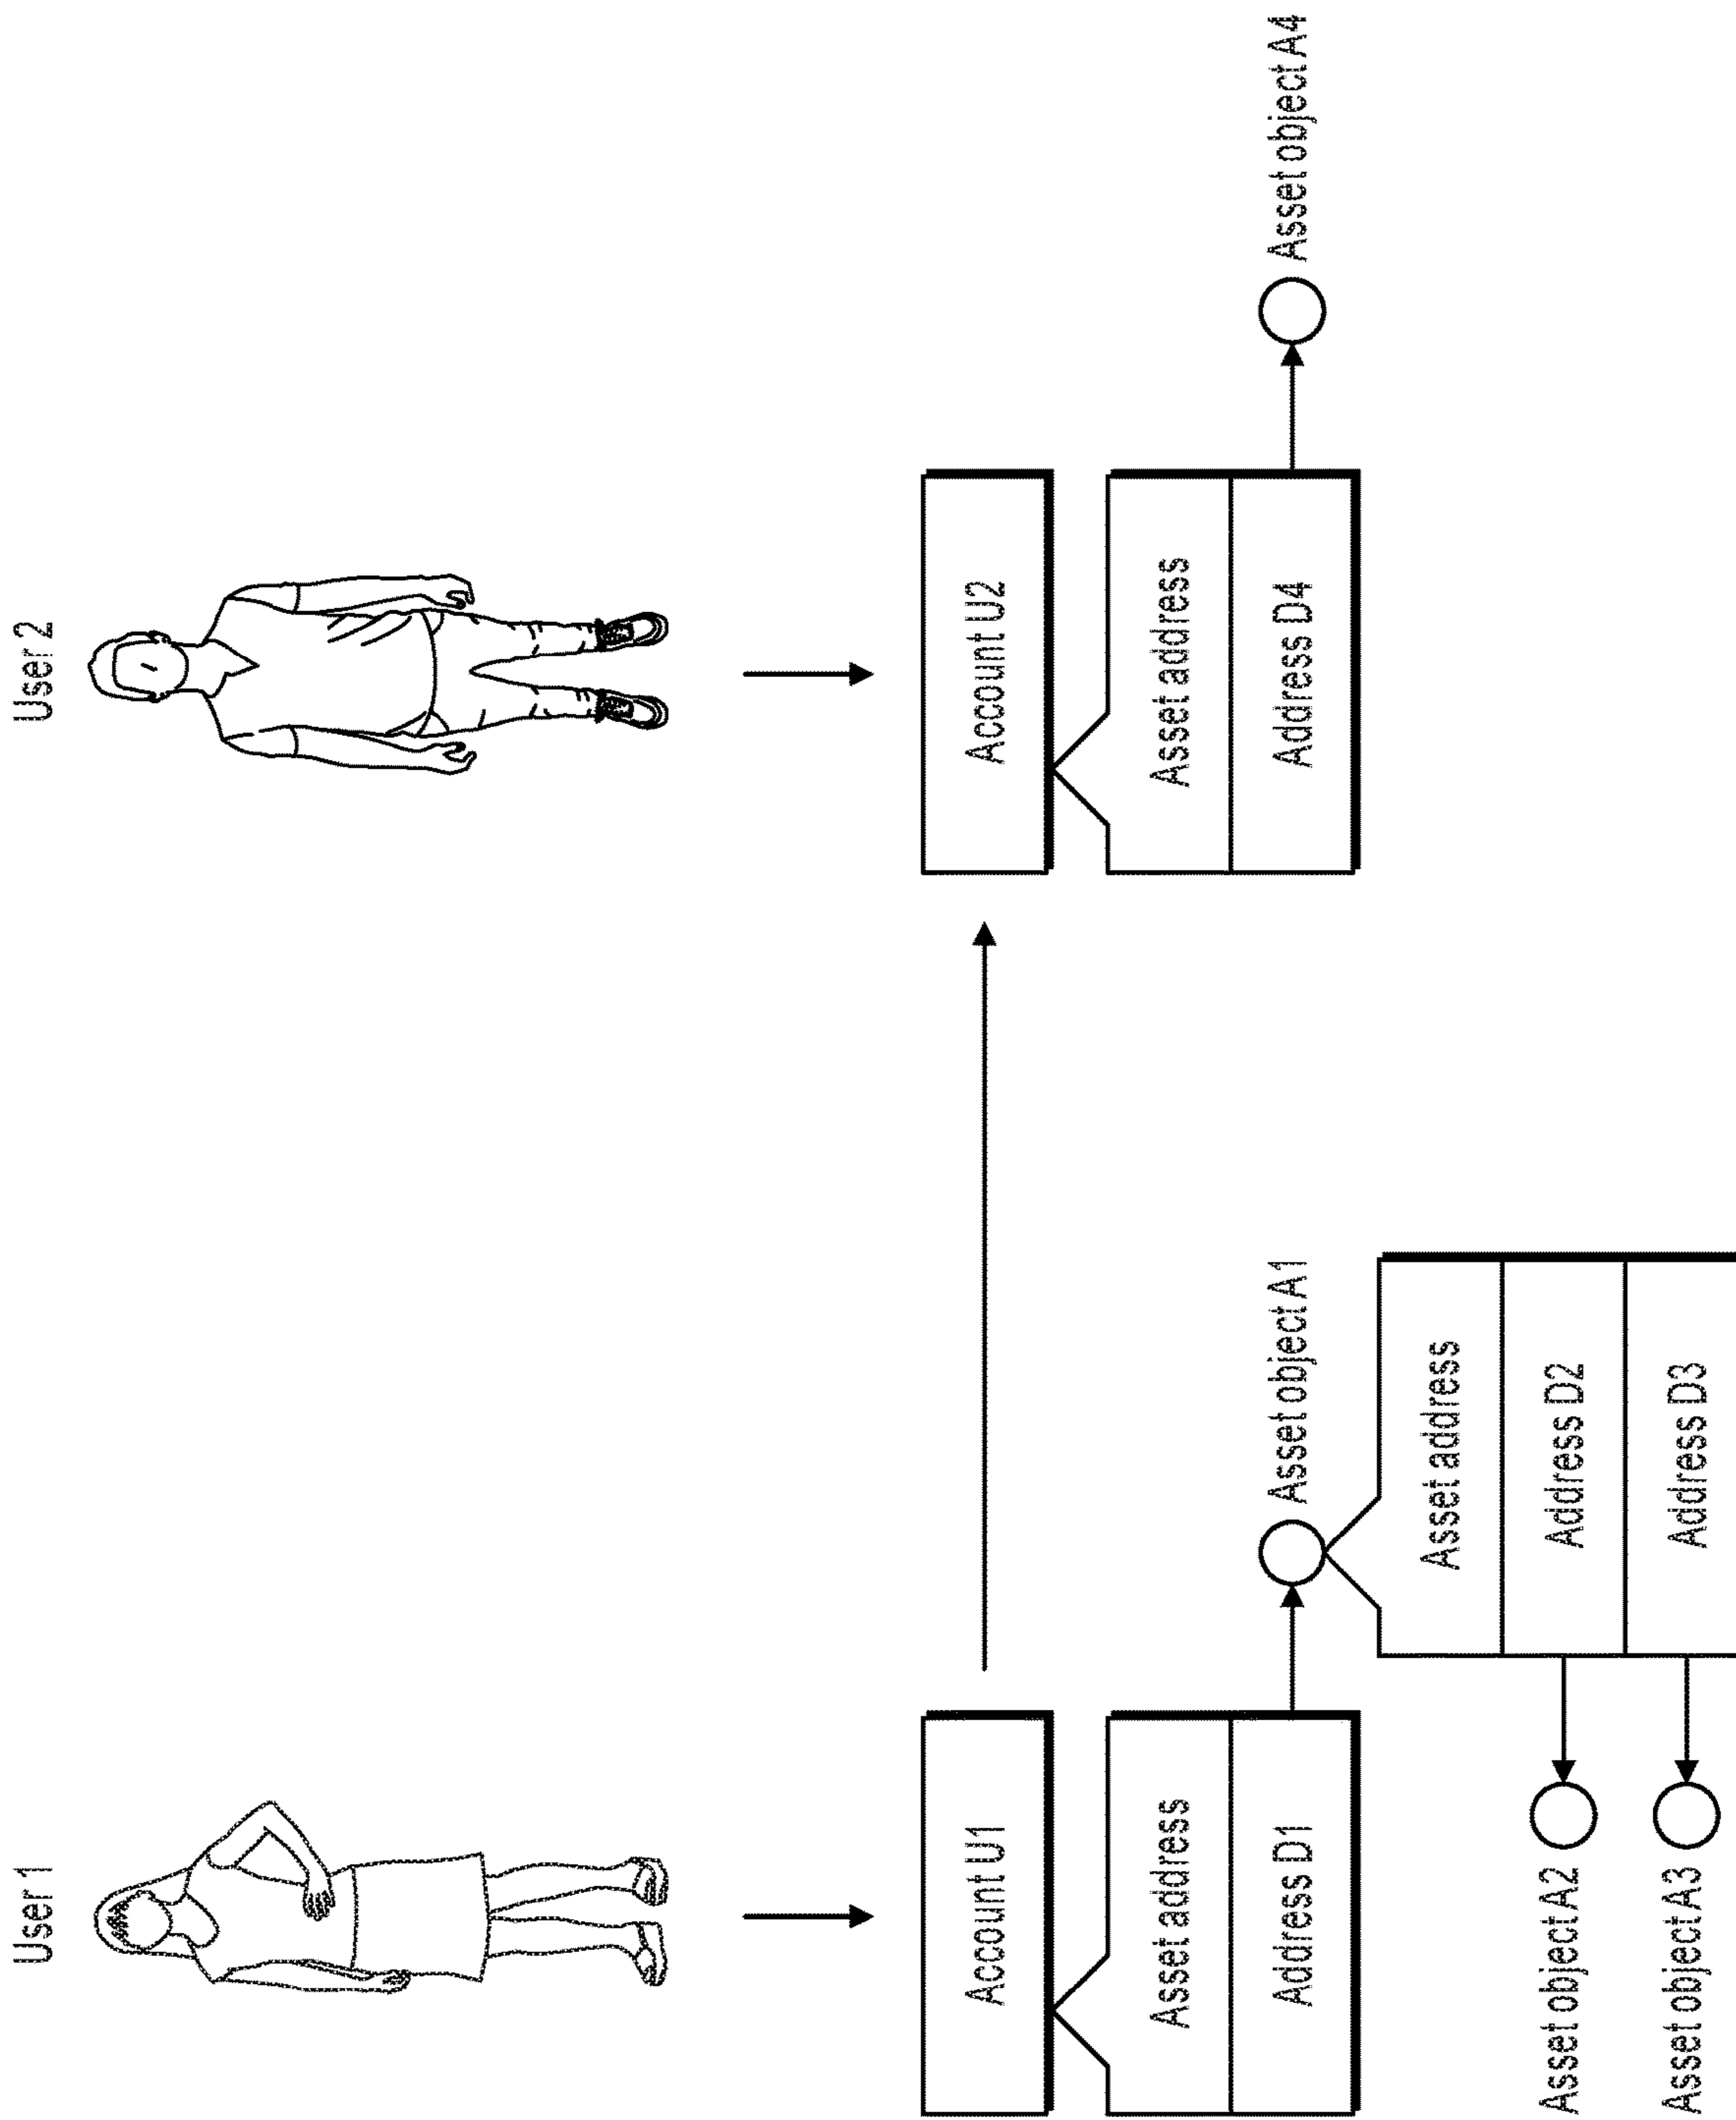 User 1
User 2
Account U1
Account U2
Asset address
Address D1
Asset object A1
Asset address
Address D4
Asset object A4
Asset address
Address D2
Address D3
Asset object A2
Asset object A3